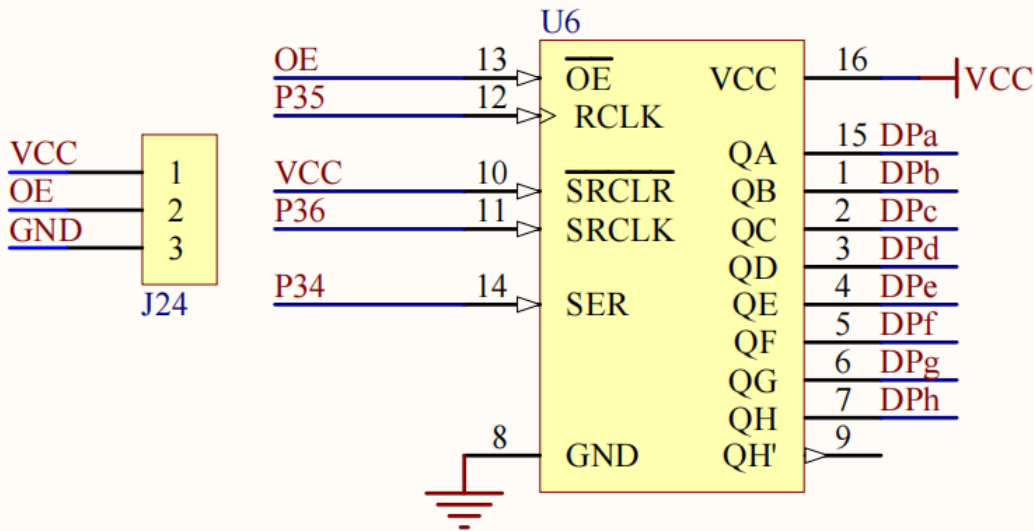 U6
OE 13 OE VCC 16 VCC
P35 12 RCLK
VCC 1 QA 15 DPa
VCC 10 SRCLR QB 1 DPb
OE 2 P36 11 SRCLK QC 2 DPc
GND 3 QD 3 DPd
J24 P34 14 SER QE 4 DPe
QF 5 DPf
QG 6 DPg
QH 7 DPh
8 GND QH' 9